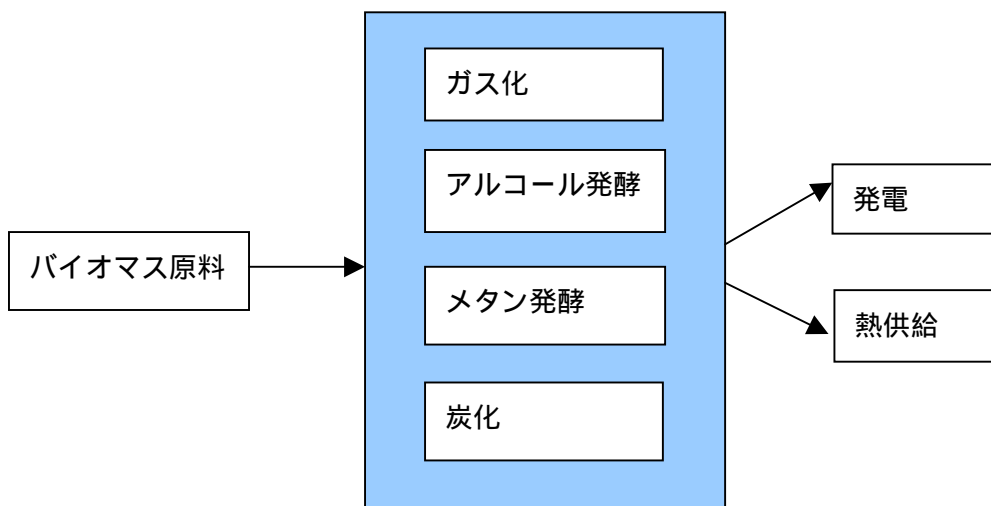 バイオマス原料
ガス化
アルコール発酵
メタン発酵
炭化
発電
熱供給